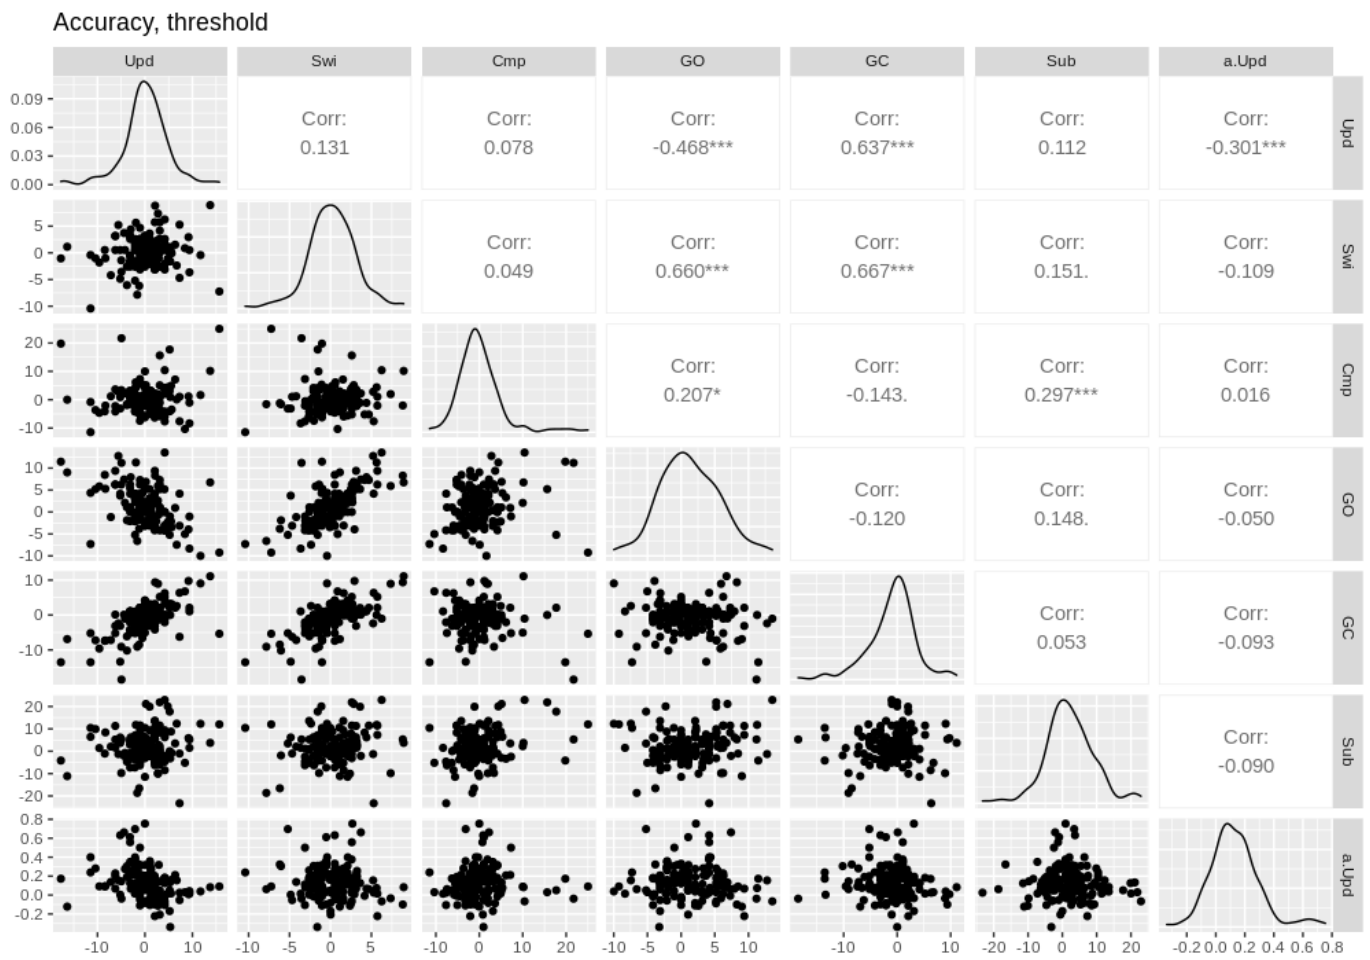 Accuracy, threshold
Upd Swi Cmp GO GC Sub a.Upd
0.09
0.06
0.03
0.00
Corr: Corr: Corr: Corr: Corr: Corr:
0.131 0.078 -0.468*** 0.637*** 0.112 -0.301***
Upd
5
0
-5
-10
Corr: Corr: Corr: Corr: Corr:
0.049 0.660*** 0.667*** 0.151. -0.109
Swi
20
10
0
-10
Corr: Corr: Corr: Corr:
0.207* -0.143. 0.297*** 0.016
Cmp
10
5
0
-5
-10
Corr: Corr: Corr:
-0.120 0.148. -0.050
GO
10
0
-10
Corr: Corr:
0.053 -0.093
GC
20
10
0
-10
-20
Corr:
-0.090
Sub
0.8
0.6
0.4
0.2
0.0
-0.2
a.Upd
-10 0 10 -10 -5 0 5 -10 0 10 20 -10 -5 0 5 10 -10 0 10 -20 -10 0 10 20 -0.2 0.0 0.2 0.4 0.6 0.8